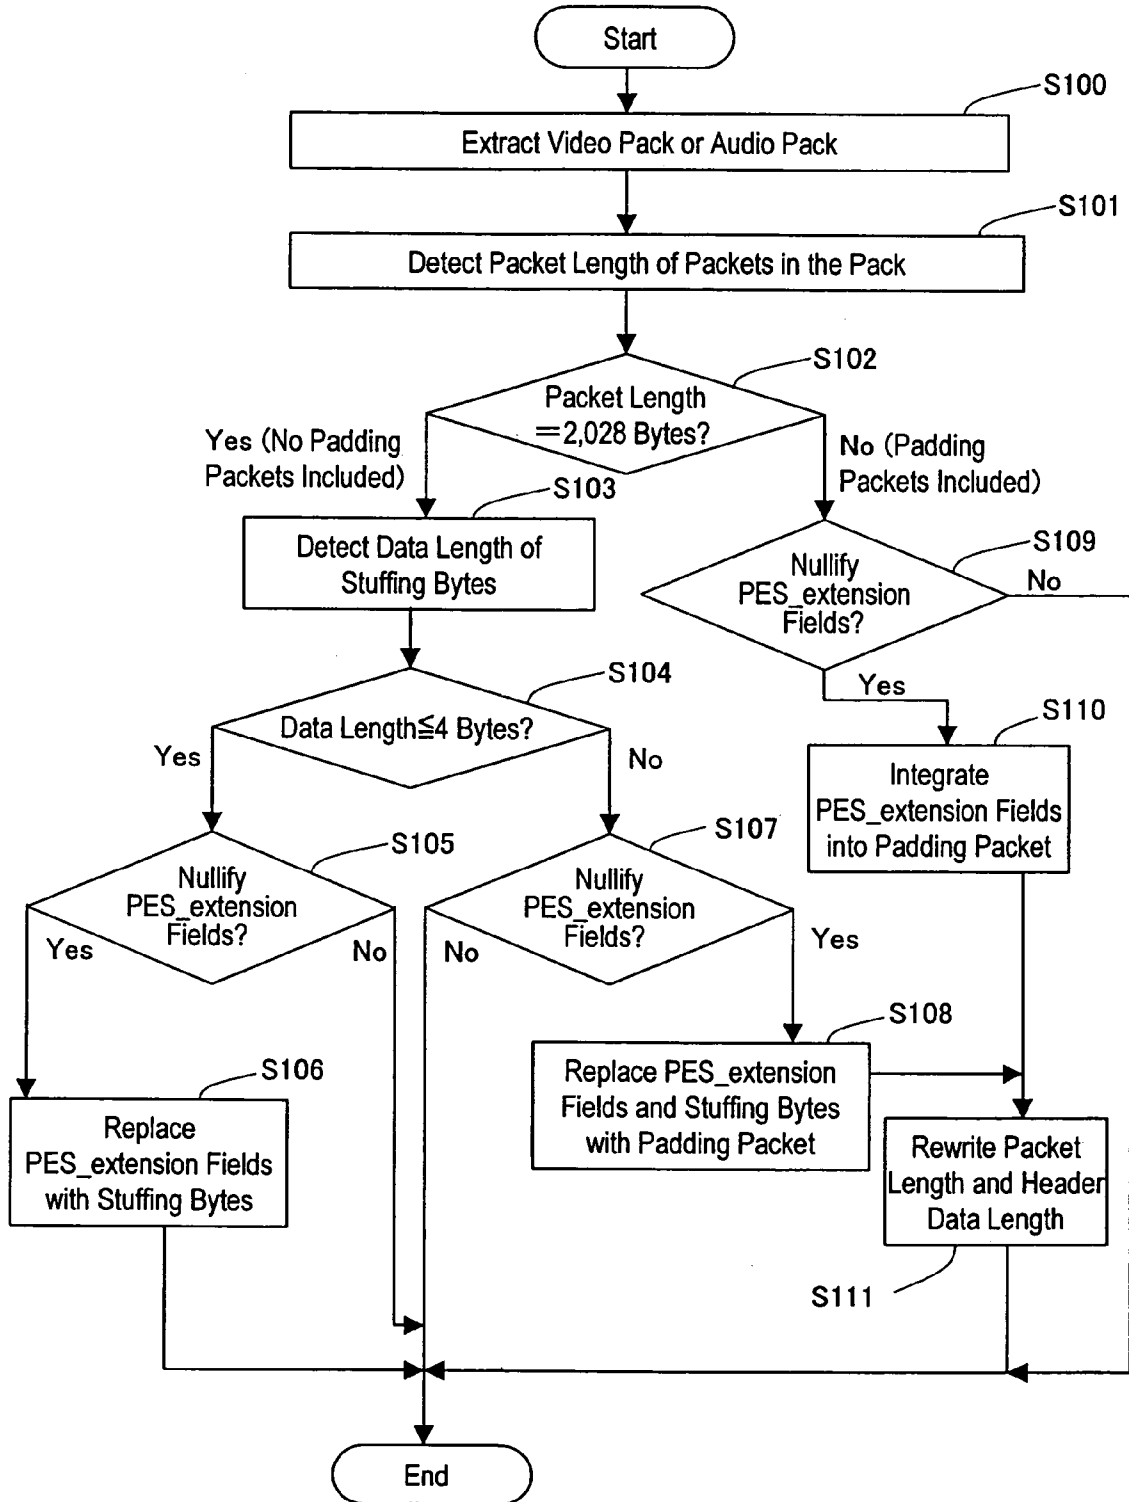 Start
S100
Extract Video Pack or Audio Pack
S101
Detect Packet Length of Packets in the Pack
S102
Packet Length
=2,028 Bytes?
Yes (No Padding
Packets Included)
No (Padding
Packets Included)
S103
Detect Data Length of
Stuffing Bytes
S109
Nullify
PES_extension
Fields?
No
Yes
S104
Data Length≦4 Bytes?
Yes
No
S110
Integrate
PES_extension Fields
into Padding Packet
S105
Nullify
PES_extension
Fields?
Yes
No
S107
Nullify
PES_extension
Fields?
No
Yes
S108
Replace PES_extension
Fields and Stuffing Bytes
with Padding Packet
S106
Replace
PES_extension Fields
with Stuffing Bytes
Rewrite Packet
Length and Header
Data Length
S111
End